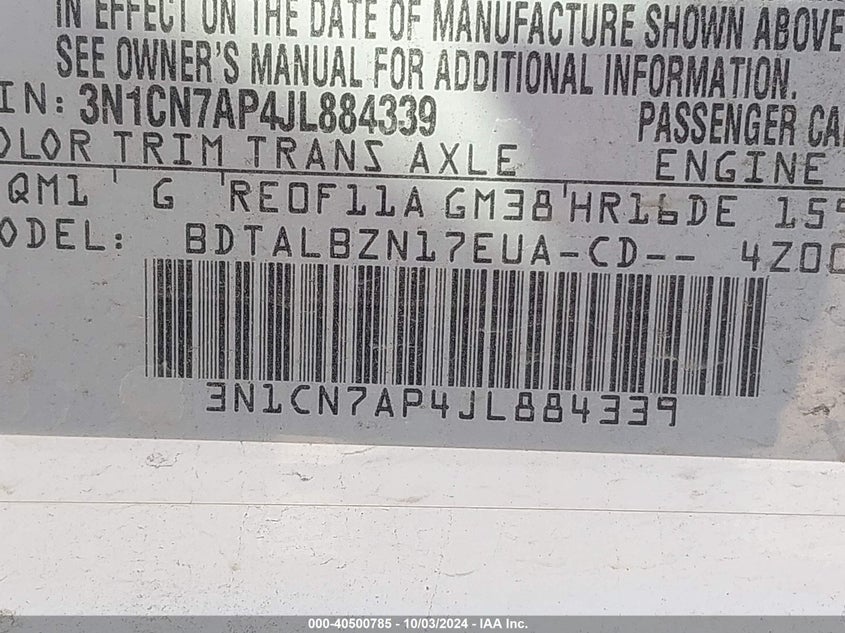 IN EFFECT ON THE DATE OF MANUFACTURE SHOWN ABOVE
SEE OWNER'S MANUAL FOR ADDITIONAL INFORMATION.
IN: 3N1CN7AP4JL884339 PASSENGER CA
OLOR TRIM TRANS AXLE ENGINE
QM1 G RE0F11A GM38 HR16DE 159
ODEL: BDTALBZN17EUA-CD-- 4Z00
3N1CN7AP4JL884339
000-40500785 - 10/03/2024 - IAA Inc.